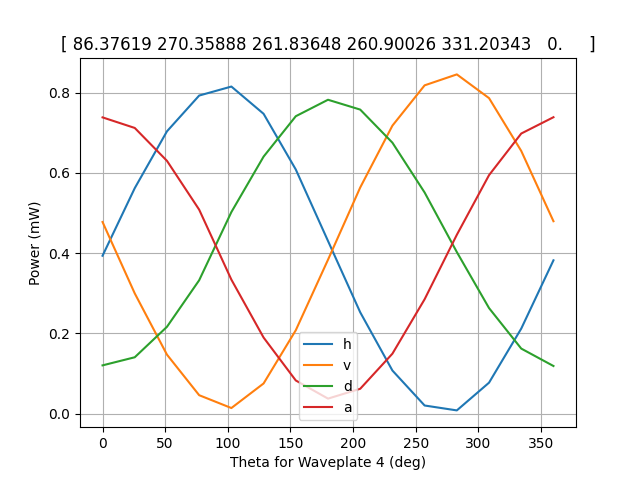 [ 86.37619 270.35888 261.83648 260.90026 331.20343 0. ]
0.8
0.6
0.4
0.2
0.0
Power (mW)
h
v
d
a
0 50 100 150 200 250 300 350
Theta for Waveplate 4 (deg)